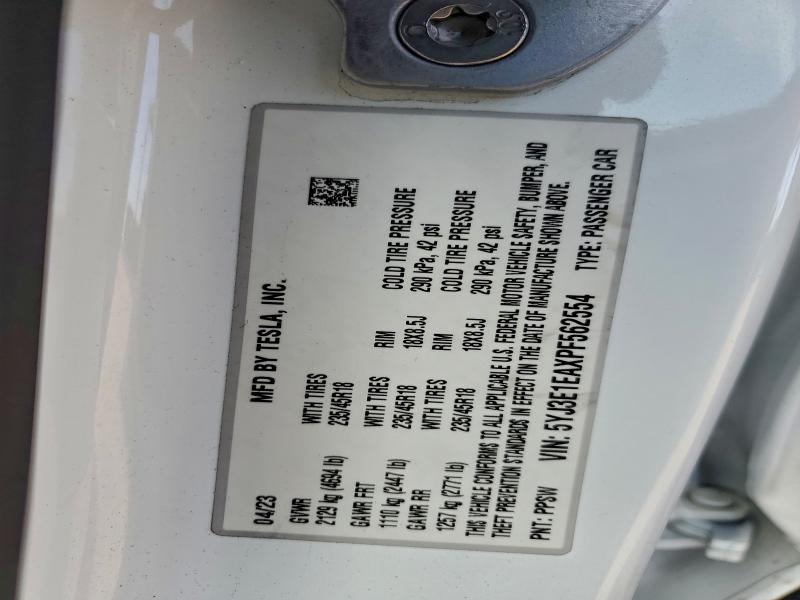 04/23 MFD BY TESLA, INC.
GVWR
2129 kg (4694 lb) WITH TIRES 235/45R18
GAWR FRT WITH TIRES RIM COLD TIRE PRESSURE
1110 kg (2447 lb) 235/45R18 18X8.5J 290 kPa, 42 psi
GAWR RR WITH TIRES RIM COLD TIRE PRESSURE
1257 kg (2771 lb) 235/45R18 18X8.5J 290 kPa, 42 psi
THIS VEHICLE CONFORMS TO ALL APPLICABLE U.S. FEDERAL MOTOR VEHICLE SAFETY, BUMPER, AND
THEFT PREVENTION STANDARDS IN EFFECT ON THE DATE OF MANUFACTURE SHOWN ABOVE.
PNT: PPSW VIN: 5YJ3E1EAXPF562554 TYPE: PASSENGER CAR